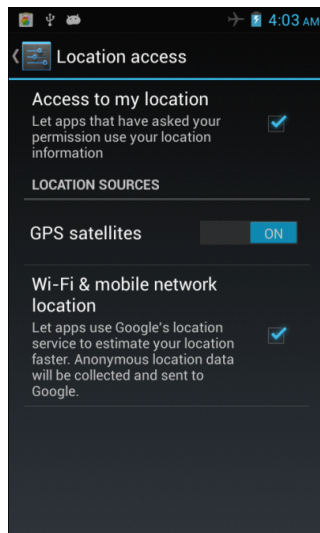 4:03 AM
Location access
Access to my location
Let apps that have asked your
permission use your location
information
LOCATION SOURCES
GPS satellites
ON
Wi-Fi & mobile network
location
Let apps use Google's location
service to estimate your location
faster. Anonymous location data
will be collected and sent to
Google.